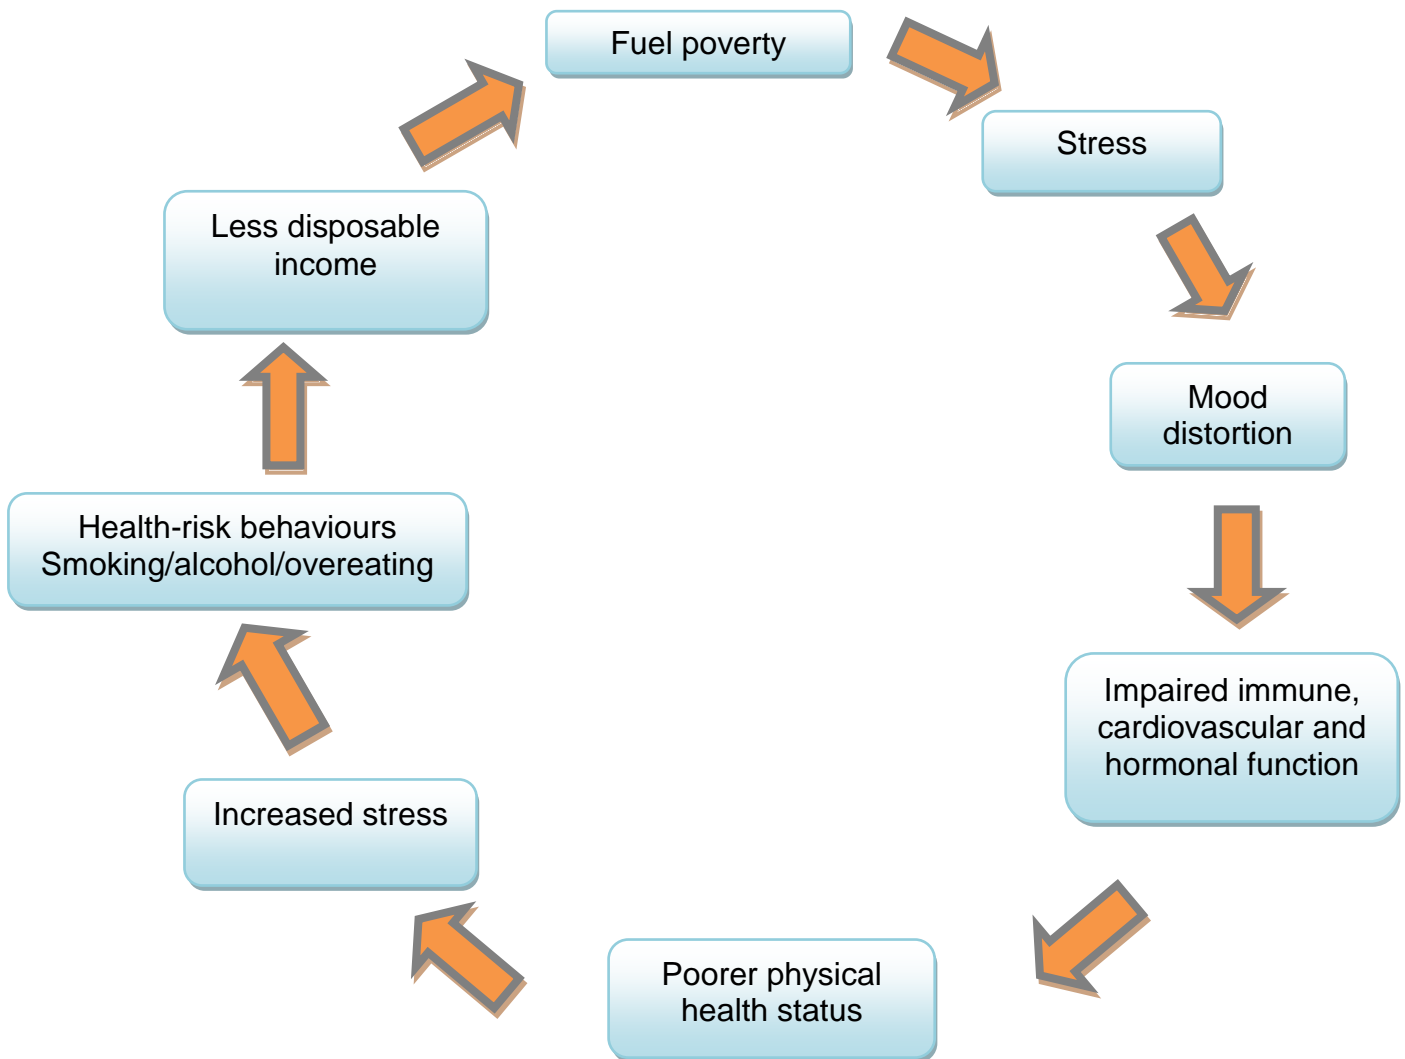 Fuel poverty
Stress
Mood
distortion
Impaired immune,
cardiovascular and
hormonal function
Poorer physical
health status
Increased stress
Health-risk behaviours
Smoking/alcohol/overeating
Less disposable
income